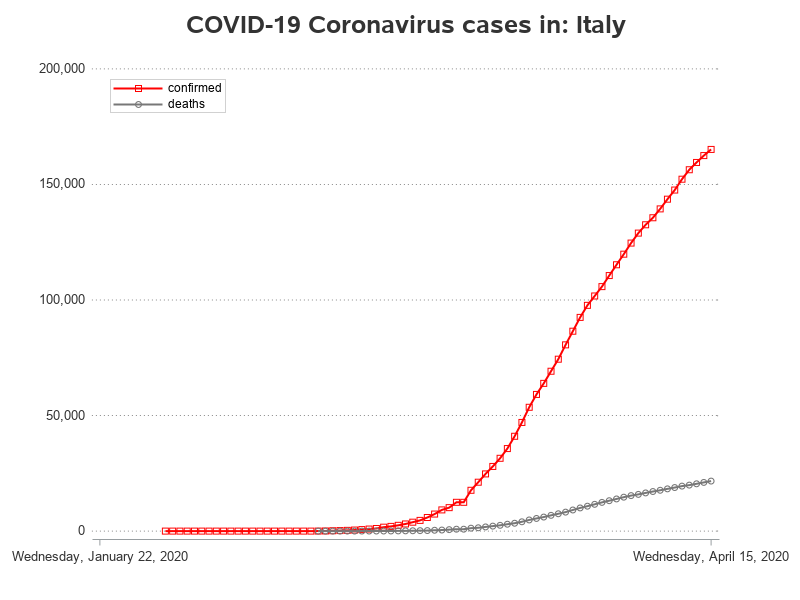 COVID-19 Coronavirus cases in: Italy
200,000
confirmed
deaths
150,000
100,000
50,000
0
Wednesday, January 22, 2020
Wednesday, April 15, 2020